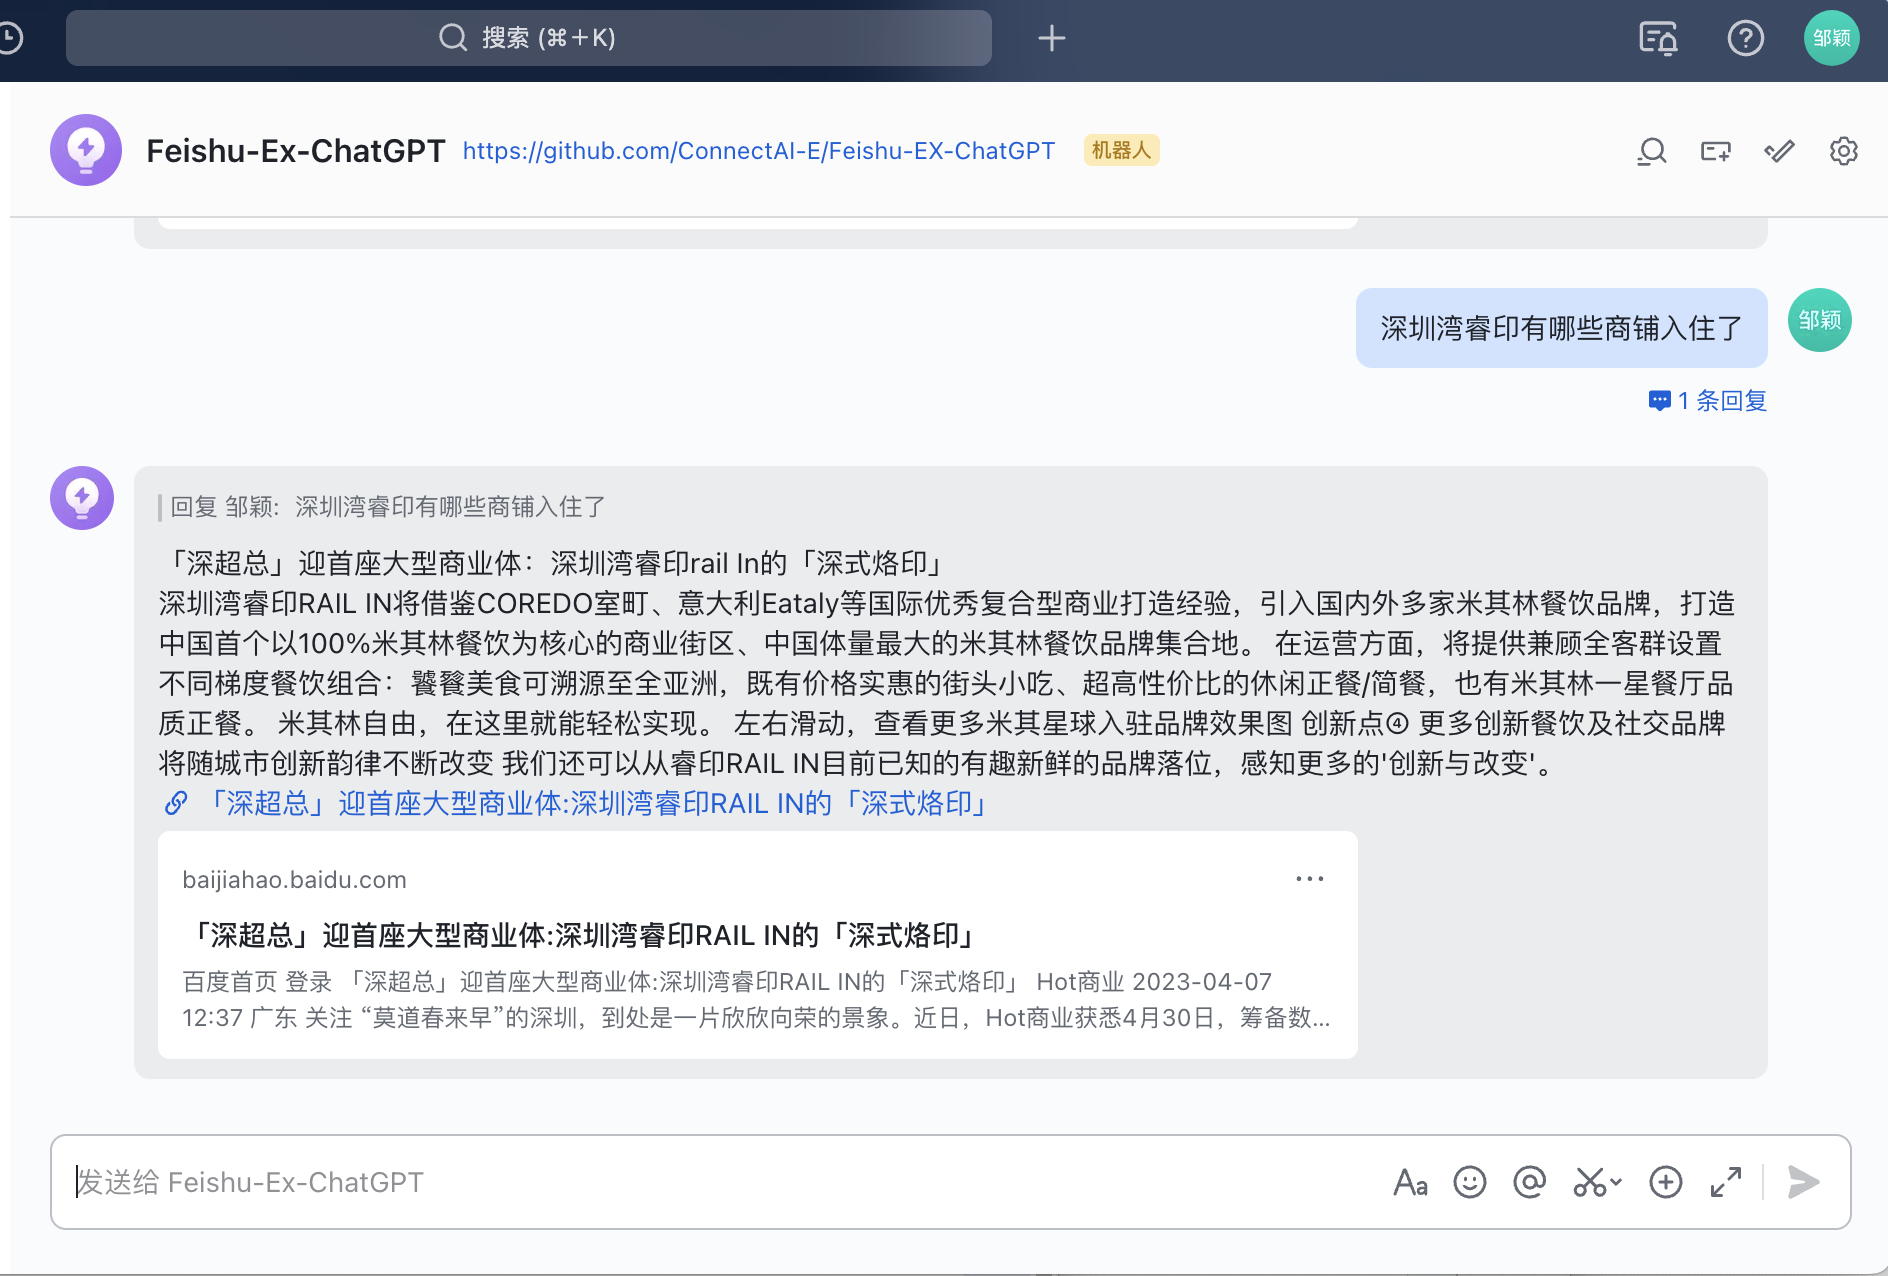 搜索 (⌘＋K)
邹颖
Feishu-Ex-ChatGPT https://github.com/ConnectAI-E/Feishu-EX-ChatGPT 机器人
深圳湾睿印有哪些商铺入住了
邹颖
1 条回复
回复 邹颖: 深圳湾睿印有哪些商铺入住了
「深超总」迎首座大型商业体：深圳湾睿印rail In的「深式烙印」
深圳湾睿印RAIL IN将借鉴COREDO室町、意大利Eataly等国际优秀复合型商业打造经验，引入国内外多家米其林餐饮品牌，打造
中国首个以100%米其林餐饮为核心的商业街区、中国体量最大的米其林餐饮品牌集合地。 在运营方面，将提供兼顾全客群设置
不同梯度餐饮组合：饕餮美食可溯源至全亚洲，既有价格实惠的街头小吃、超高性价比的休闲正餐/简餐，也有米其林一星餐厅品
质正餐。 米其林自由，在这里就能轻松实现。 左右滑动，查看更多米其星球入驻品牌效果图 创新点④ 更多创新餐饮及社交品牌
将随城市创新韵律不断改变 我们还可以从睿印RAIL IN目前已知的有趣新鲜的品牌落位，感知更多的'创新与改变'。
「深超总」迎首座大型商业体:深圳湾睿印RAIL IN的「深式烙印」
baijiahao.baidu.com
「深超总」迎首座大型商业体:深圳湾睿印RAIL IN的「深式烙印」
百度首页 登录 「深超总」迎首座大型商业体:深圳湾睿印RAIL IN的「深式烙印」 Hot商业 2023-04-07
12:37 广东 关注 “莫道春来早”的深圳，到处是一片欣欣向荣的景象。近日，Hot商业获悉4月30日，筹备数...
发送给 Feishu-Ex-ChatGPT
Aa